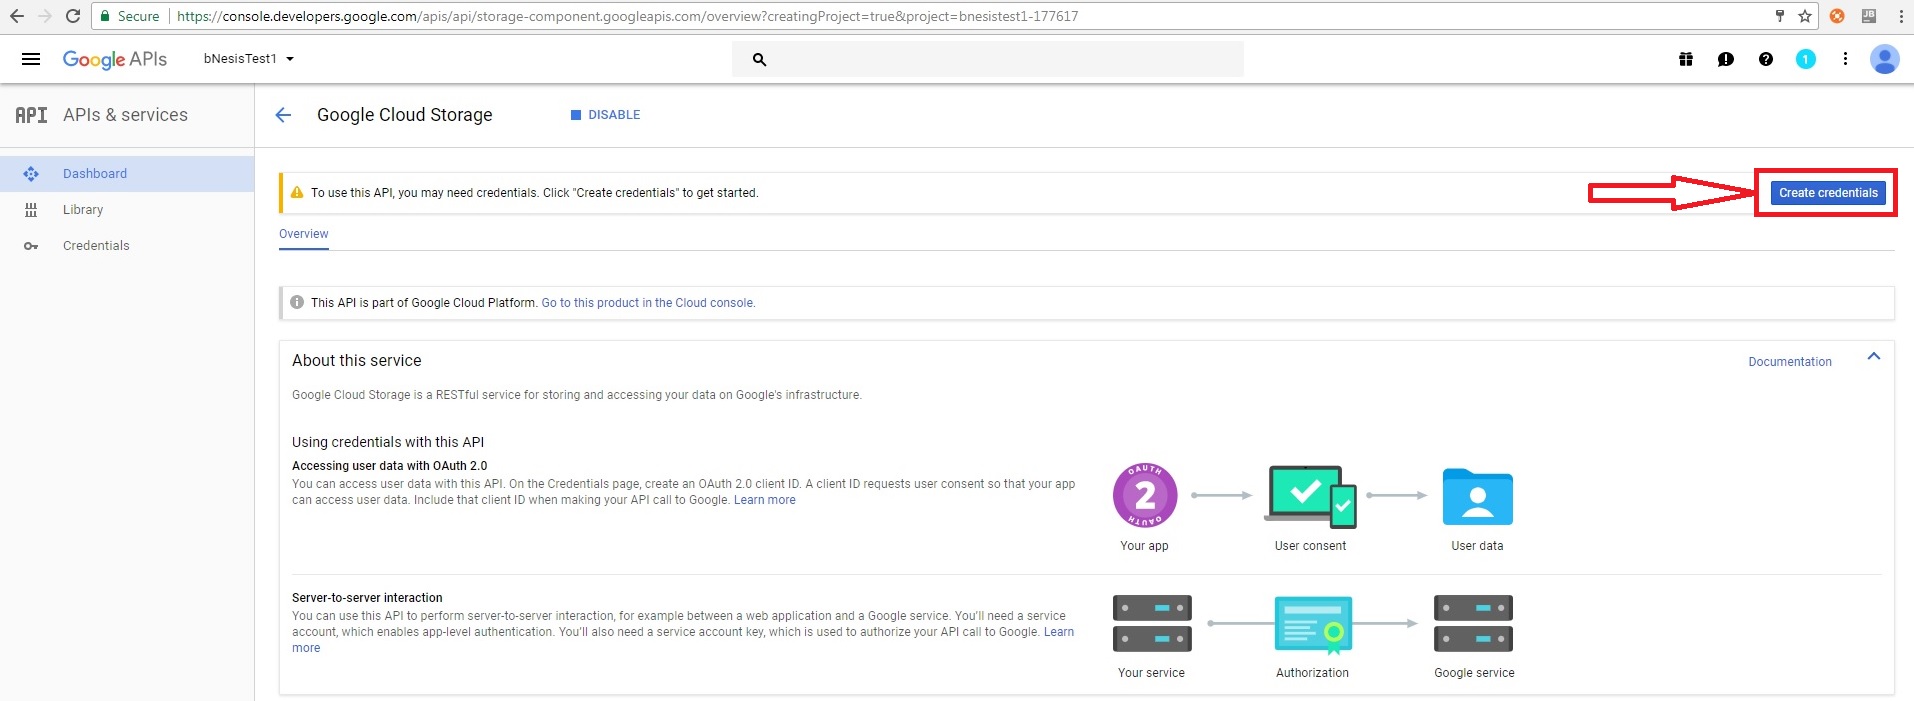 Secure https://console.developers.google.com/apis/api/storage-component.googleapis.com/overview?creatingProject=true&project=bnesistest1-177617
JB
Google APIs bNesisTest1 1
API APIs & services
Google Cloud Storage DISABLE
Dashboard
Library
Credentials
To use this API, you may need credentials. Click "Create credentials" to get started.
Create credentials
Overview
This API is part of Google Cloud Platform. Go to this product in the Cloud console.
About this service
Documentation
Google Cloud Storage is a RESTful service for storing and accessing your data on Google's infrastructure.
Using credentials with this API
Accessing user data with OAuth 2.0
You can access user data with this API. On the Credentials page, create an OAuth 2.0 client ID. A client ID requests user consent so that your app
can access user data. Include that client ID when making your API call to Google. Learn more
OAUTH
2
OAUTH
Your app User consent User data
Server-to-server interaction
You can use this API to perform server-to-server interaction, for example between a web application and a Google service. You'll need a service
account, which enables app-level authentication. You'll also need a service account key, which is used to authorize your API call to Google. Learn
more
Your service Authorization Google service